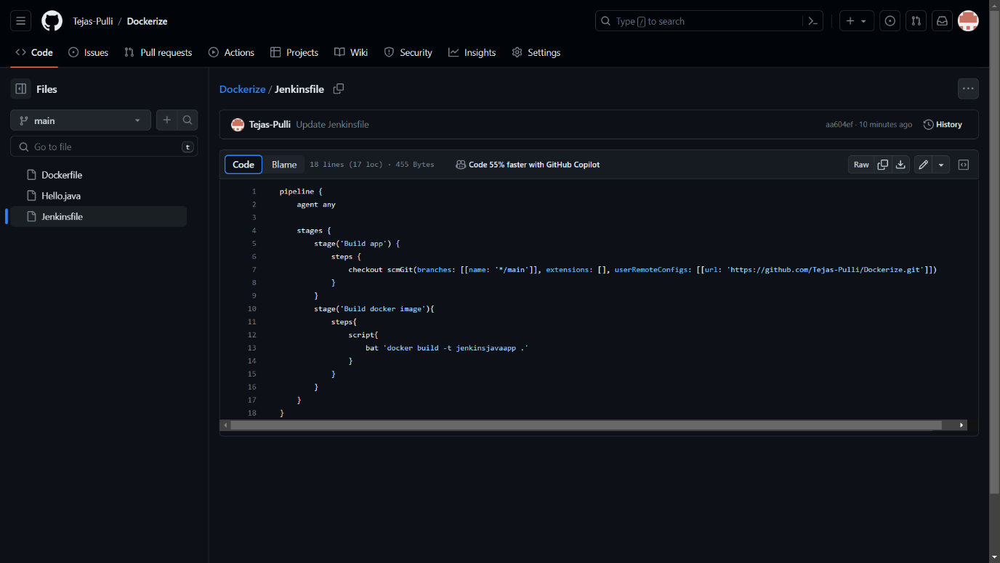 Tejas-Pulli / Dockerize
Type / to search
Code Issues Pull requests Actions Projects Wiki Security Insights Settings
Files
main
Go to file t
Dockerfile
Hello.java
Jenkinsfile
Dockerize / Jenkinsfile
Tejas-Pulli Update Jenkinsfile
aa604ef · 10 minutes ago History
Code Blame 18 lines (17 loc) · 455 Bytes Code 55% faster with GitHub Copilot Raw
1 pipeline {
2     agent any
3
4     stages {
5         stage('Build app') {
6             steps {
7                 checkout scmGit(branches: [[name: '*/main']], extensions: [], userRemoteConfigs: [[url: 'https://github.com/Tejas-Pulli/Dockerize.git']])
8             }
9         }
10         stage('Build docker image'){
11             steps{
12                 script{
13                     bat 'docker build -t jenkinsjavaapp .'
14                 }
15             }
16         }
17     }
18 }